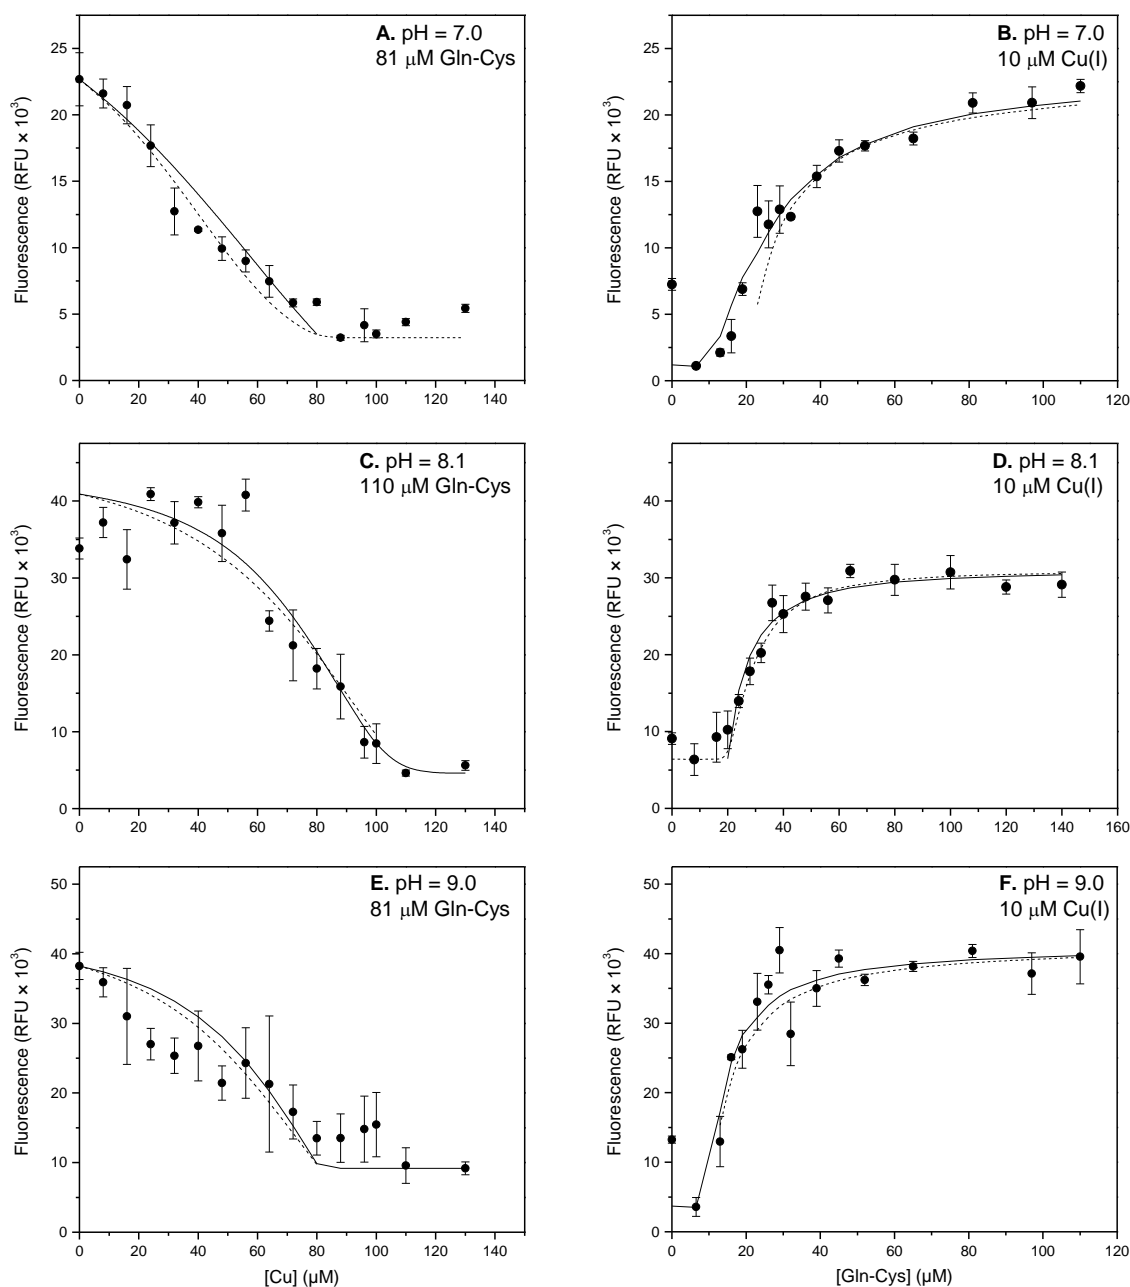 A. pH = 7.0
81 μM Gln-Cys
Fluorescence (RFU × 10³)
25
20
15
10
5
0
0 20 40 60 80 100 120 140
B. pH = 7.0
10 μM Cu(I)
Fluorescence (RFU × 10³)
25
20
15
10
5
0
0 20 40 60 80 100 120
C. pH = 8.1
110 μM Gln-Cys
Fluorescence (RFU × 10³)
40
30
20
10
0
0 20 40 60 80 100 120 140
D. pH = 8.1
10 μM Cu(I)
Fluorescence (RFU × 10³)
40
30
20
10
0
0 20 40 60 80 100 120 140 160
E. pH = 9.0
81 μM Gln-Cys
Fluorescence (RFU × 10³)
50
40
30
20
10
0
0 20 40 60 80 100 120 140
[Cu] (μM)
F. pH = 9.0
10 μM Cu(I)
Fluorescence (RFU × 10³)
50
40
30
20
10
0
0 20 40 60 80 100 120
[Gln-Cys] (μM)